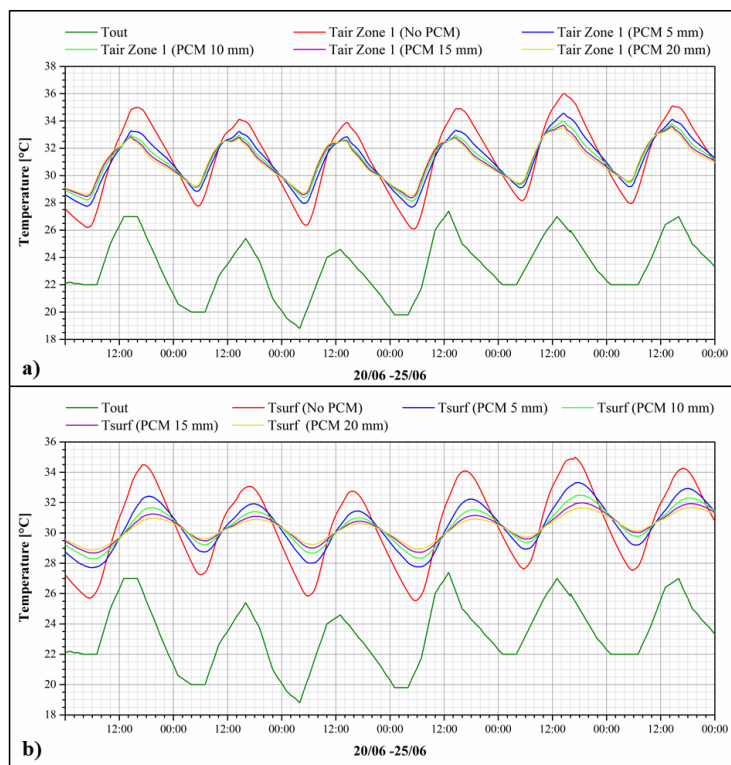 Tout
Tair Zone 1 (No PCM)
Tair Zone 1 (PCM 5 mm)
Tair Zone 1 (PCM 10 mm)
Tair Zone 1 (PCM 15 mm)
Tair Zone 1 (PCM 20 mm)
38
36
34
32
30
28
26
24
22
20
18
Temperature [°C]
12:00 00:00 12:00 00:00 12:00 00:00 12:00 00:00 12:00 00:00 12:00 00:00
20/06 -25/06
a)
Tout
Tsurf (No PCM)
Tsurf (PCM 5 mm)
Tsurf (PCM 10 mm)
Tsurf (PCM 15 mm)
Tsurf (PCM 20 mm)
36
34
32
30
28
26
24
22
20
18
Temperature [°C]
12:00 00:00 12:00 00:00 12:00 00:00 12:00 00:00 12:00 00:00 12:00 00:00
20/06 -25/06
b)